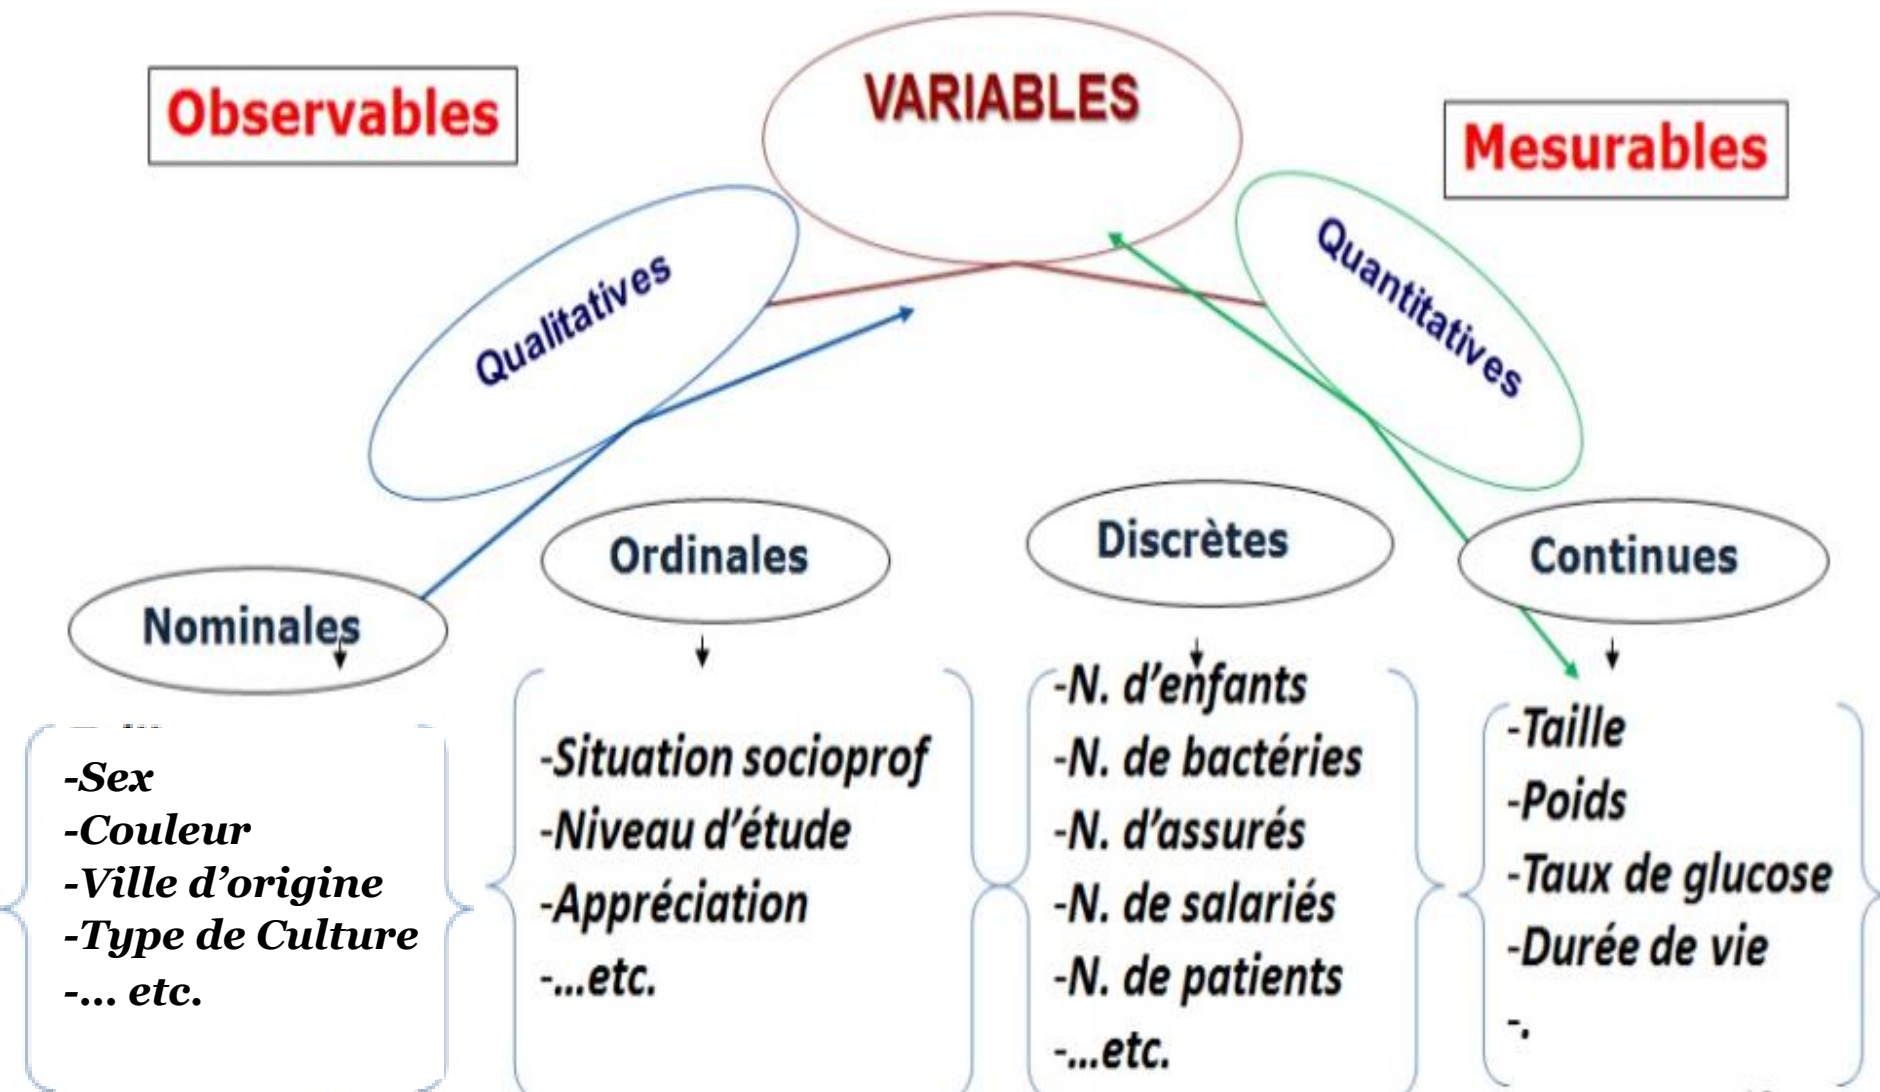 VARIABLES
Observables
Mesurables
Qualitatives
Quantitatives
Nominales
Ordinales
Discrètes
Continues
-Sex
-Couleur
-Ville d'origine
-Type de Culture
-... etc.
-Situation socioprof
-Niveau d'étude
-Appréciation
-...etc.
-N. d'enfants
-N. de bactéries
-N. d'assurés
-N. de salariés
-N. de patients
-...etc.
-Taille
-Poids
-Taux de glucose
-Durée de vie
-.